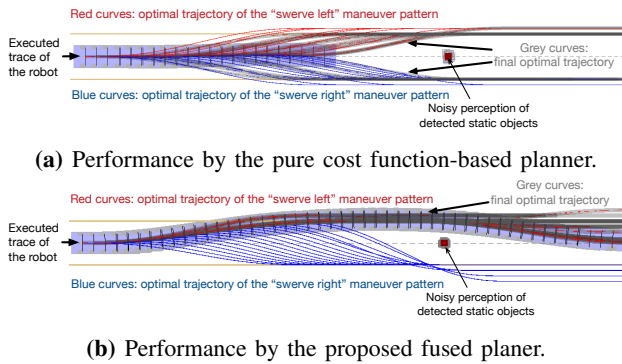 Red curves: optimal trajectory of the “swerve left” maneuver pattern
Executed
trace of
the robot
Grey curves:
final optimal trajectory
Blue curves: optimal trajectory of the “swerve right” maneuver pattern
Noisy perception of
detected static objects
(a) Performance by the pure cost function-based planner.
Grey curves:
final optimal trajectory
Red curves: optimal trajectory of the “swerve left” maneuver pattern
Executed
trace of
the robot
Blue curves: optimal trajectory of the “swerve right” maneuver pattern
Noisy perception of
detected static objects
(b) Performance by the proposed fused planer.